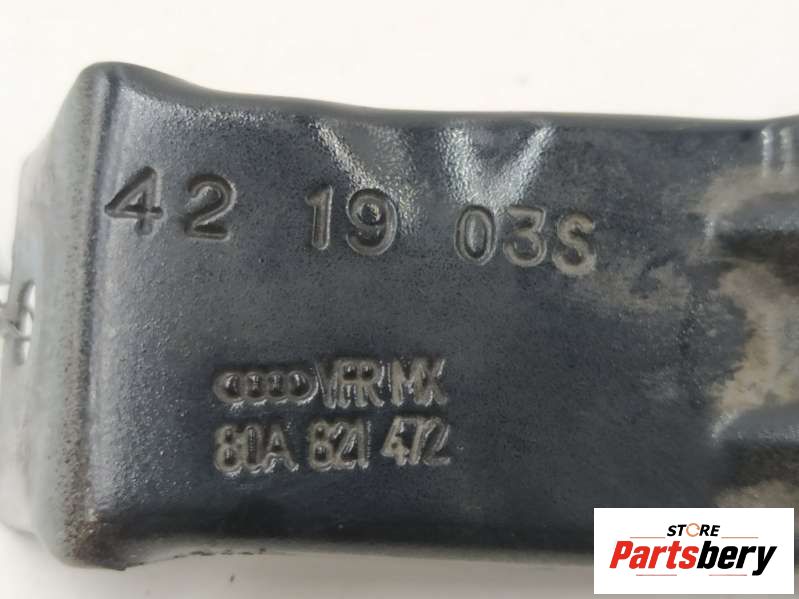 42 19 03S
VFR MX
80A 821 472
STORE
Partsbery